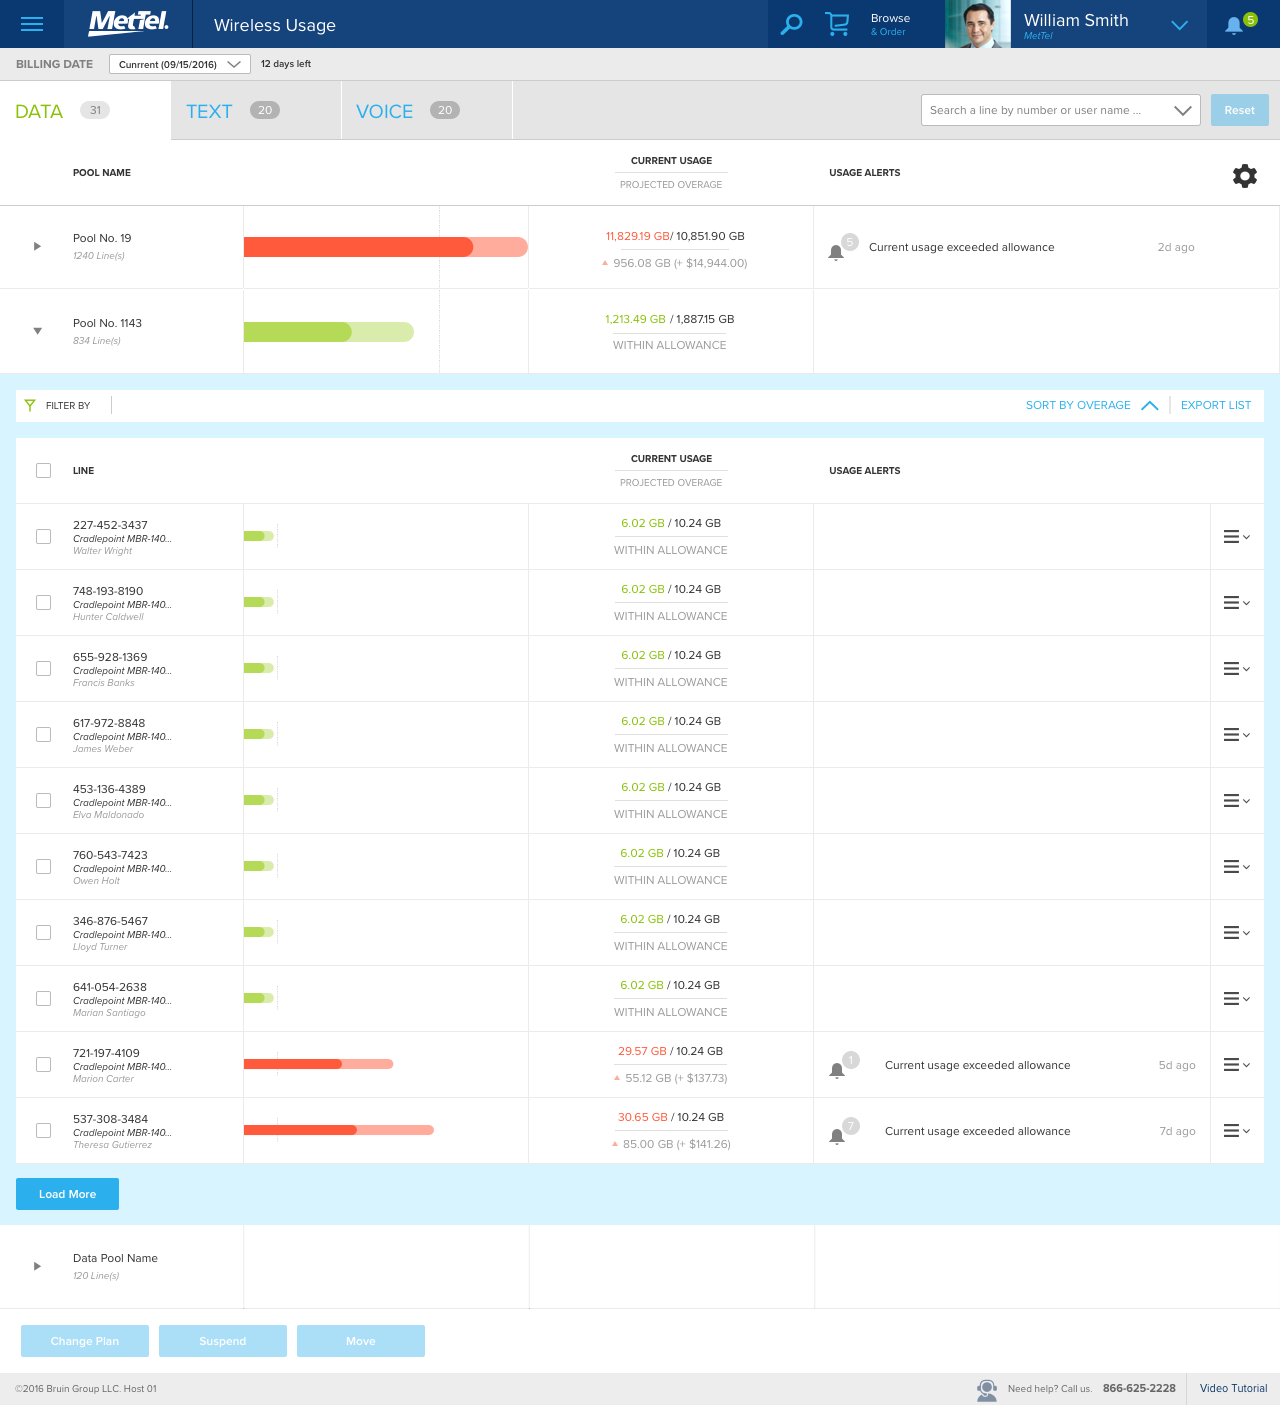 MetTel.
Wireless Usage
Browse
& Order
William Smith
MetTel
5
BILLING DATE
Cunrrent (09/15/2016)
12 days left
DATA 31
TEXT 20
VOICE 20
Search a line by number or user name ...
Reset
POOL NAME
CURRENT USAGE
PROJECTED OVERAGE
USAGE ALERTS
Pool No. 19
1240 Line(s)
11,829.19 GB/ 10,851.90 GB
956.08 GB (+ $14,944.00)
5
Current usage exceeded allowance
2d ago
Pool No. 1143
834 Line(s)
1,213.49 GB / 1,887.15 GB
WITHIN ALLOWANCE
FILTER BY
SORT BY OVERAGE
EXPORT LIST
LINE
CURRENT USAGE
PROJECTED OVERAGE
USAGE ALERTS
227-452-3437
Cradlepoint MBR-140...
Walter Wright
6.02 GB / 10.24 GB
WITHIN ALLOWANCE
748-193-8190
Cradlepoint MBR-140...
Hunter Caldwell
6.02 GB / 10.24 GB
WITHIN ALLOWANCE
655-928-1369
Cradlepoint MBR-140...
Francis Banks
6.02 GB / 10.24 GB
WITHIN ALLOWANCE
617-972-8848
Cradlepoint MBR-140...
James Weber
6.02 GB / 10.24 GB
WITHIN ALLOWANCE
453-136-4389
Cradlepoint MBR-140...
Elva Maldonado
6.02 GB / 10.24 GB
WITHIN ALLOWANCE
760-543-7423
Cradlepoint MBR-140...
Owen Holt
6.02 GB / 10.24 GB
WITHIN ALLOWANCE
346-876-5467
Cradlepoint MBR-140...
Lloyd Turner
6.02 GB / 10.24 GB
WITHIN ALLOWANCE
641-054-2638
Cradlepoint MBR-140...
Marian Santiago
6.02 GB / 10.24 GB
WITHIN ALLOWANCE
721-197-4109
Cradlepoint MBR-140...
Marion Carter
29.57 GB / 10.24 GB
55.12 GB (+ $137.73)
1
Current usage exceeded allowance
5d ago
537-308-3484
Cradlepoint MBR-140...
Theresa Gutierrez
30.65 GB / 10.24 GB
85.00 GB (+ $141.26)
7
Current usage exceeded allowance
7d ago
Load More
Data Pool Name
120 Line(s)
Change Plan
Suspend
Move
©2016 Bruin Group LLC. Host 01
Need help? Call us. 866-625-2228
Video Tutorial